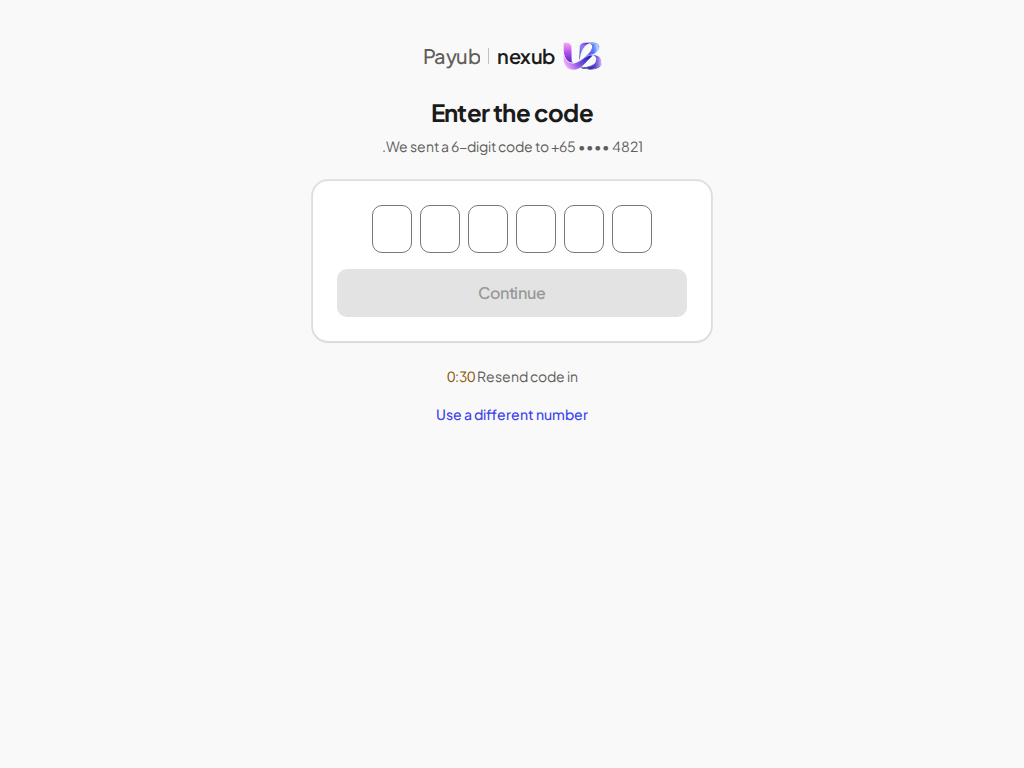 Payub | nexub
Enter the code
.We sent a 6-digit code to +65 •••• 4821
Continue
0:30 Resend code in
Use a different number